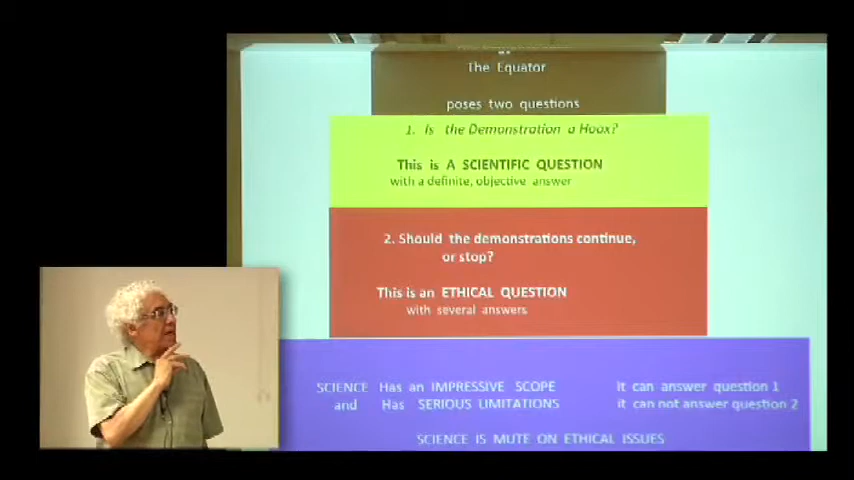 The Equator
poses two questions
1. Is the Demonstration a Hoax?
This is A SCIENTIFIC QUESTION
with a definite, objective answer
2. Should the demonstrations continue,
or stop?
This is an ETHICAL QUESTION
with several answers
SCIENCE Has an IMPRESSIVE SCOPE it can answer question 1
and Has SERIOUS LIMITATIONS it can not answer question 2
SCIENCE IS MUTE ON ETHICAL ISSUES